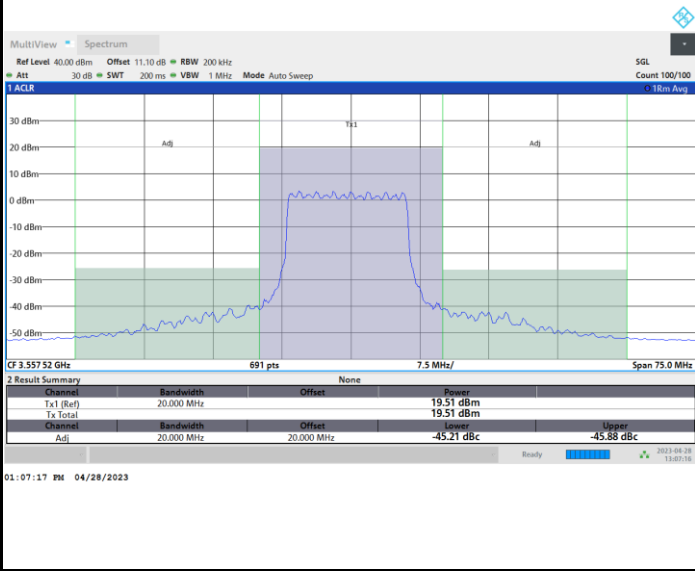 MultiView Spectrum
Ref Level 40.00 dBm Offset 11.10 dB RBW 200 kHz SGL
Att 30 dB SWT 200 ms VBW 1 MHz Mode Auto Sweep Count 100/100
1 ACLR 1Rm Avg
Tx1
Adj Adj
30 dBm
20 dBm
10 dBm
0 dBm
-10 dBm
-20 dBm
-30 dBm
-40 dBm
-50 dBm
CF 3.557 52 GHz 691 pts 7.5 MHz/ Span 75.0 MHz
2 Result Summary None
Channel Bandwidth Offset Power
Tx1 (Ref) 20.000 MHz 19.51 dBm
Tx Total 19.51 dBm
Channel Bandwidth Offset Lower Upper
Adj 20.000 MHz 20.000 MHz -45.21 dBc -45.88 dBc
Ready 2023-04-28
13:07:16
01:07:17 PM 04/28/2023